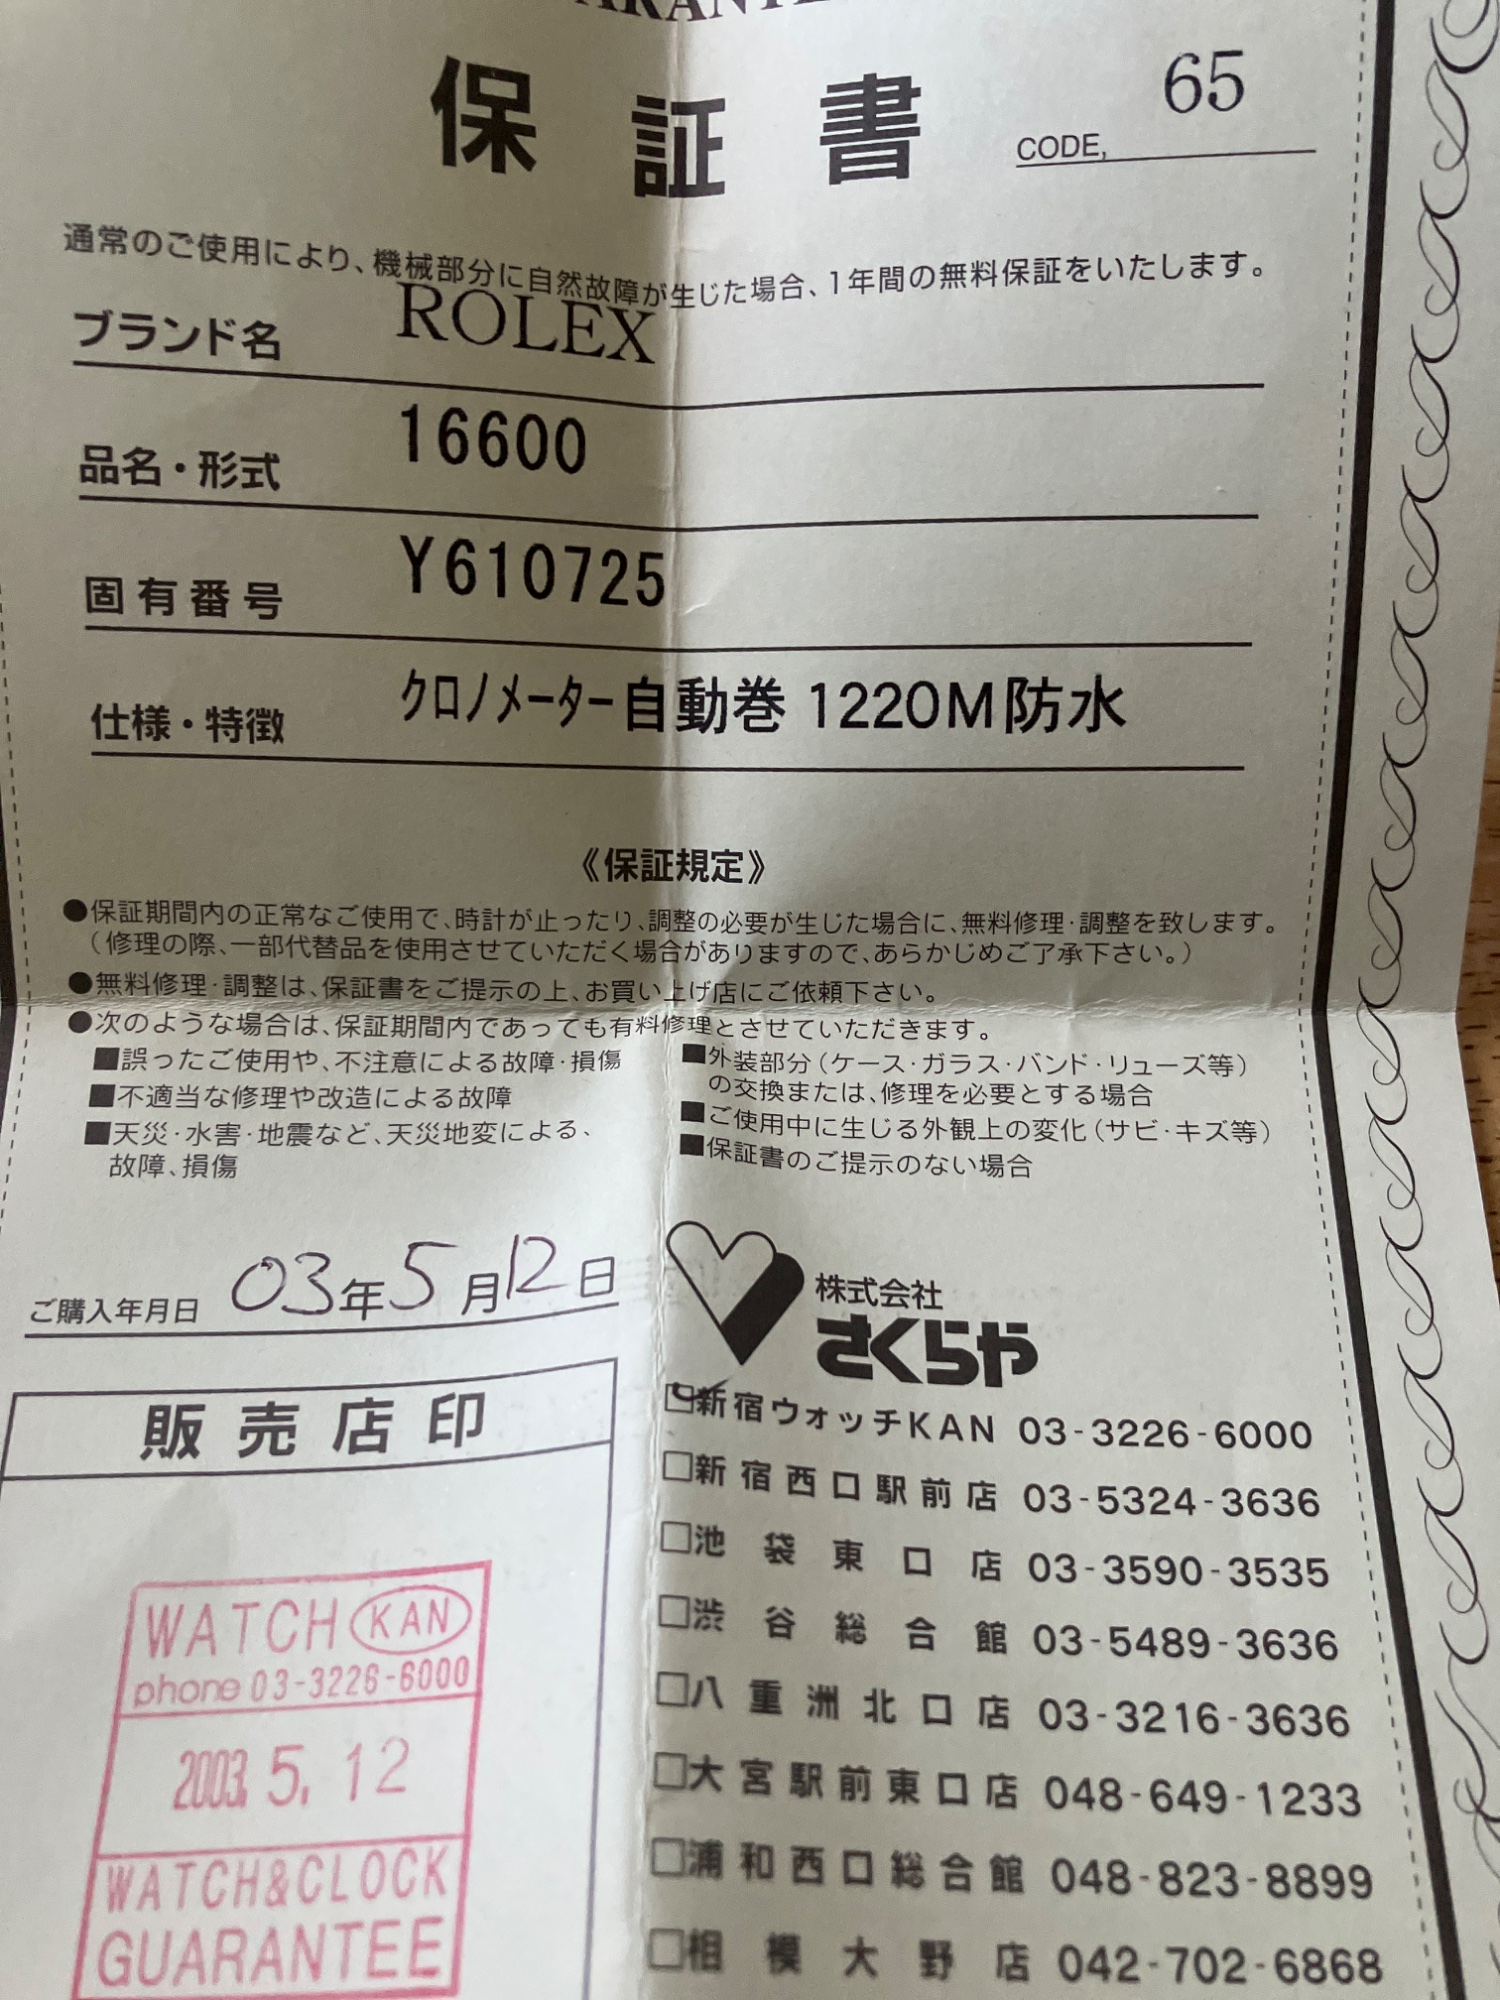 保証書
CODE, 65
通常のご使用により、機械部分に自然故障が生じた場合、1年間の無料保証をいたします。
ブランド名 ROLEX
品名・形式 16600
固有番号 Y610725
仕様・特徴 クロノメーター自動巻 1220M防水
《保証規定》
●保証期間内の正常なご使用で、時計が止ったり、調整の必要が生じた場合に、無料修理・調整を致します。
（修理の際、一部代替品を使用させていただく場合がありますので、あらかじめご了承下さい。）
●無料修理・調整は、保証書をご提示の上、お買い上げ店にご依頼下さい。
●次のような場合は、保証期間内であっても有料修理とさせていただきます。
■誤ったご使用や、不注意による故障・損傷
■不適当な修理や改造による故障
■天災・水害・地震など、天災地変による、
故障、損傷
■外装部分（ケース・ガラス・バンド・リューズ等）
の交換または、修理を必要とする場合
■ご使用中に生じる外観上の変化（サビ・キズ等）
■保証書のご提示のない場合
ご購入年月日 03年5月12日
販売店印
WATCH KAN
phone 03-3226-6000
2003. 5. 12
WATCH&CLOCK
GUARANTEE
株式会社
さくらや
□新宿ウォッチKAN 03-3226-6000
□新宿西口駅前店 03-5324-3636
□池袋東口店 03-3590-3535
□渋谷総合館 03-5489-3636
□八重洲北口店 03-3216-3636
□大宮駅前東口店 048-649-1233
□浦和西口総合館 048-823-8899
□相模大野店 042-702-6868